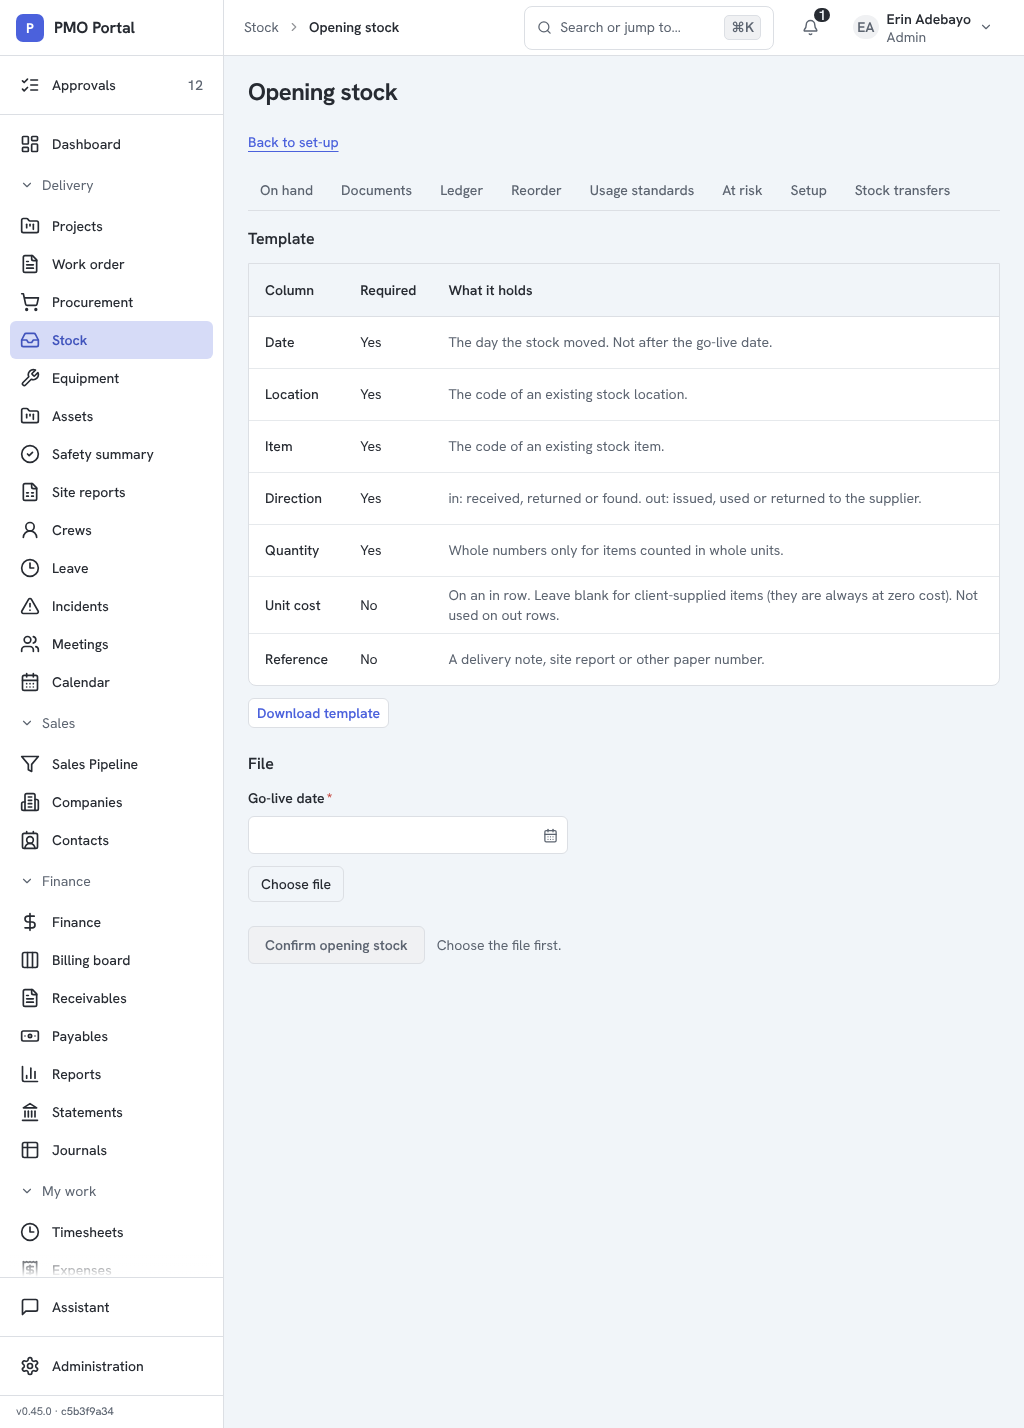 P PMO Portal
Stock > Opening stock
Search or jump to... ⌘K
1
EA
Erin Adebayo
Admin
Approvals 12
Dashboard
Delivery
Projects
Work order
Procurement
Stock
Equipment
Assets
Safety summary
Site reports
Crews
Leave
Incidents
Meetings
Calendar
Sales
Sales Pipeline
Companies
Contacts
Finance
Finance
Billing board
Receivables
Payables
Reports
Statements
Journals
My work
Timesheets
Expenses
Assistant
Administration
v0.45.0 · c5b3f9a34
Opening stock
Back to set-up
On hand Documents Ledger Reorder Usage standards At risk Setup Stock transfers
Template
Column Required What it holds
Date Yes The day the stock moved. Not after the go-live date.
Location Yes The code of an existing stock location.
Item Yes The code of an existing stock item.
Direction Yes in: received, returned or found. out: issued, used or returned to the supplier.
Quantity Yes Whole numbers only for items counted in whole units.
Unit cost No On an in row. Leave blank for client-supplied items (they are always at zero cost). Not
used on out rows.
Reference No A delivery note, site report or other paper number.
Download template
File
Go-live date *
Choose file
Confirm opening stock Choose the file first.